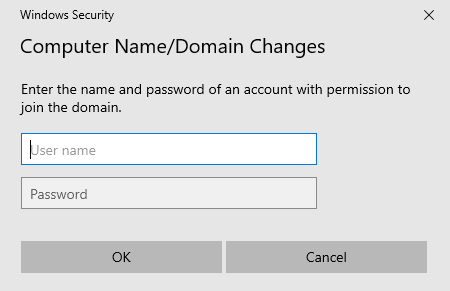 Windows Security
Computer Name/Domain Changes
Enter the name and password of an account with permission to
join the domain.
User name
Password
OK Cancel